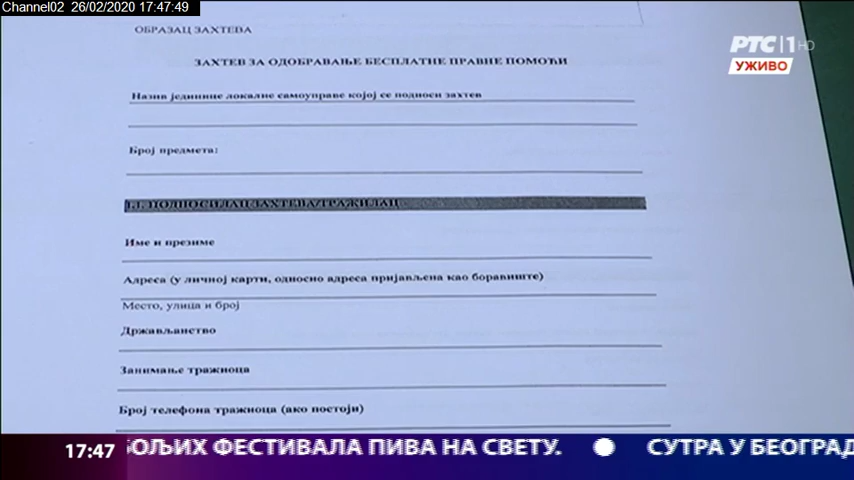 Channel02 26/02/2020 17:47:49
ОБРАЗАЦ ЗАХТЕВА
РТС 1 HD
УЖИВО
ЗАХТЕВ ЗА ОДОБРАВАЊЕ БЕСПЛАТНЕ ПРАВНЕ ПОМОЋИ
Назив јединице локалне самоуправе којој се подноси захтев
Број предмета:
1.1. ПОДНОСИЛАЦ ЗАХТЕВА/ТРАЖИЛАЦ
Име и презиме
Адреса (у личној карти, односно адреса пријављена као боравиште)
Место, улица и број
Држављанство
Занимање тражиоца
Број телефона тражиоца (ако постоји)
17:47 БОЉИХ ФЕСТИВАЛА ПИВА НА СВЕТУ. ● СУТРА У БЕОГРАД